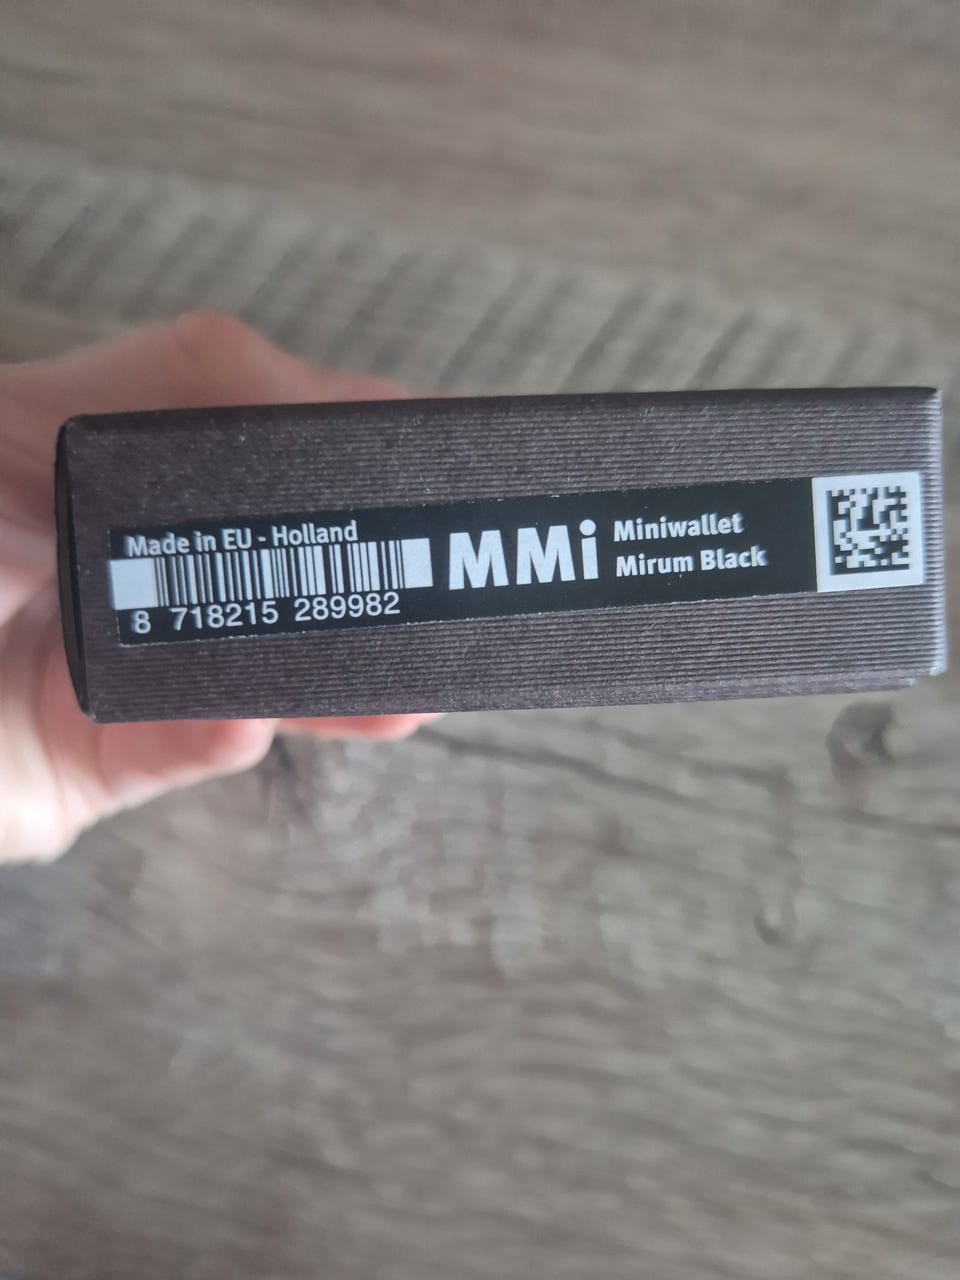 Made in EU - Holland
8 718215 289982
MMi
Miniwallet
Mirum Black